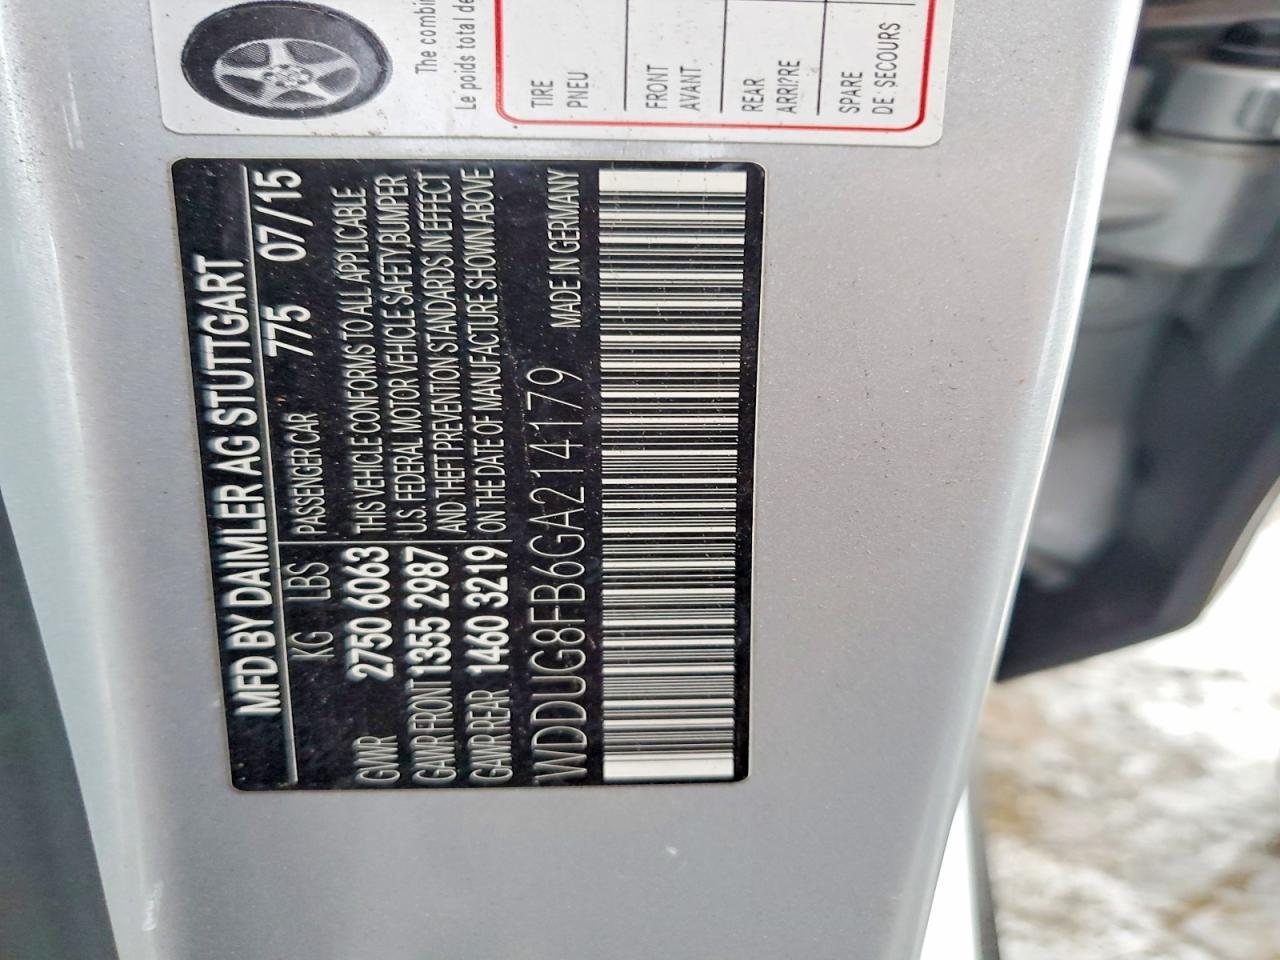 The combi
Le poids total de
TIRE
PNEU
FRONT
AVANT
REAR
ARRI?RE
SPARE
DE SECOURS
MFD BY DAIMLER AG STUTTGART
KG LBS PASSENGER CAR 775 07/15
GVWR 2750 6063 THIS VEHICLE CONFORMS TO ALL APPLICABLE
GAWR FRONT 1355 2987 U.S. FEDERAL MOTOR VEHICLE SAFETY,BUMPER
GAWR REAR 1460 3219 AND THEFT PREVENTION STANDARDS IN EFFECT
ON THE DATE OF MANUFACTURE SHOWN ABOVE
WDDUG8FB6GA214179 MADE IN GERMANY